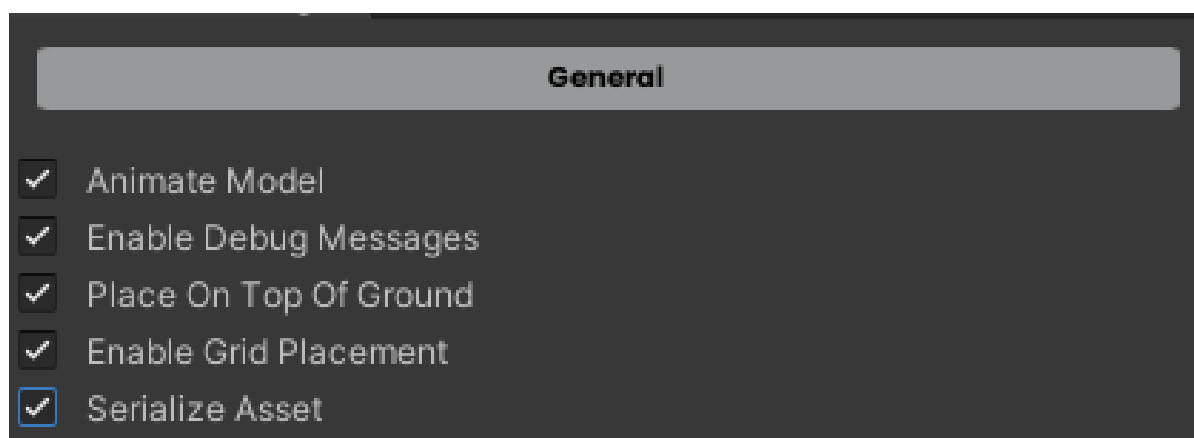 General
Animate Model
Enable Debug Messages
Place On Top Of Ground
Enable Grid Placement
Serialize Asset